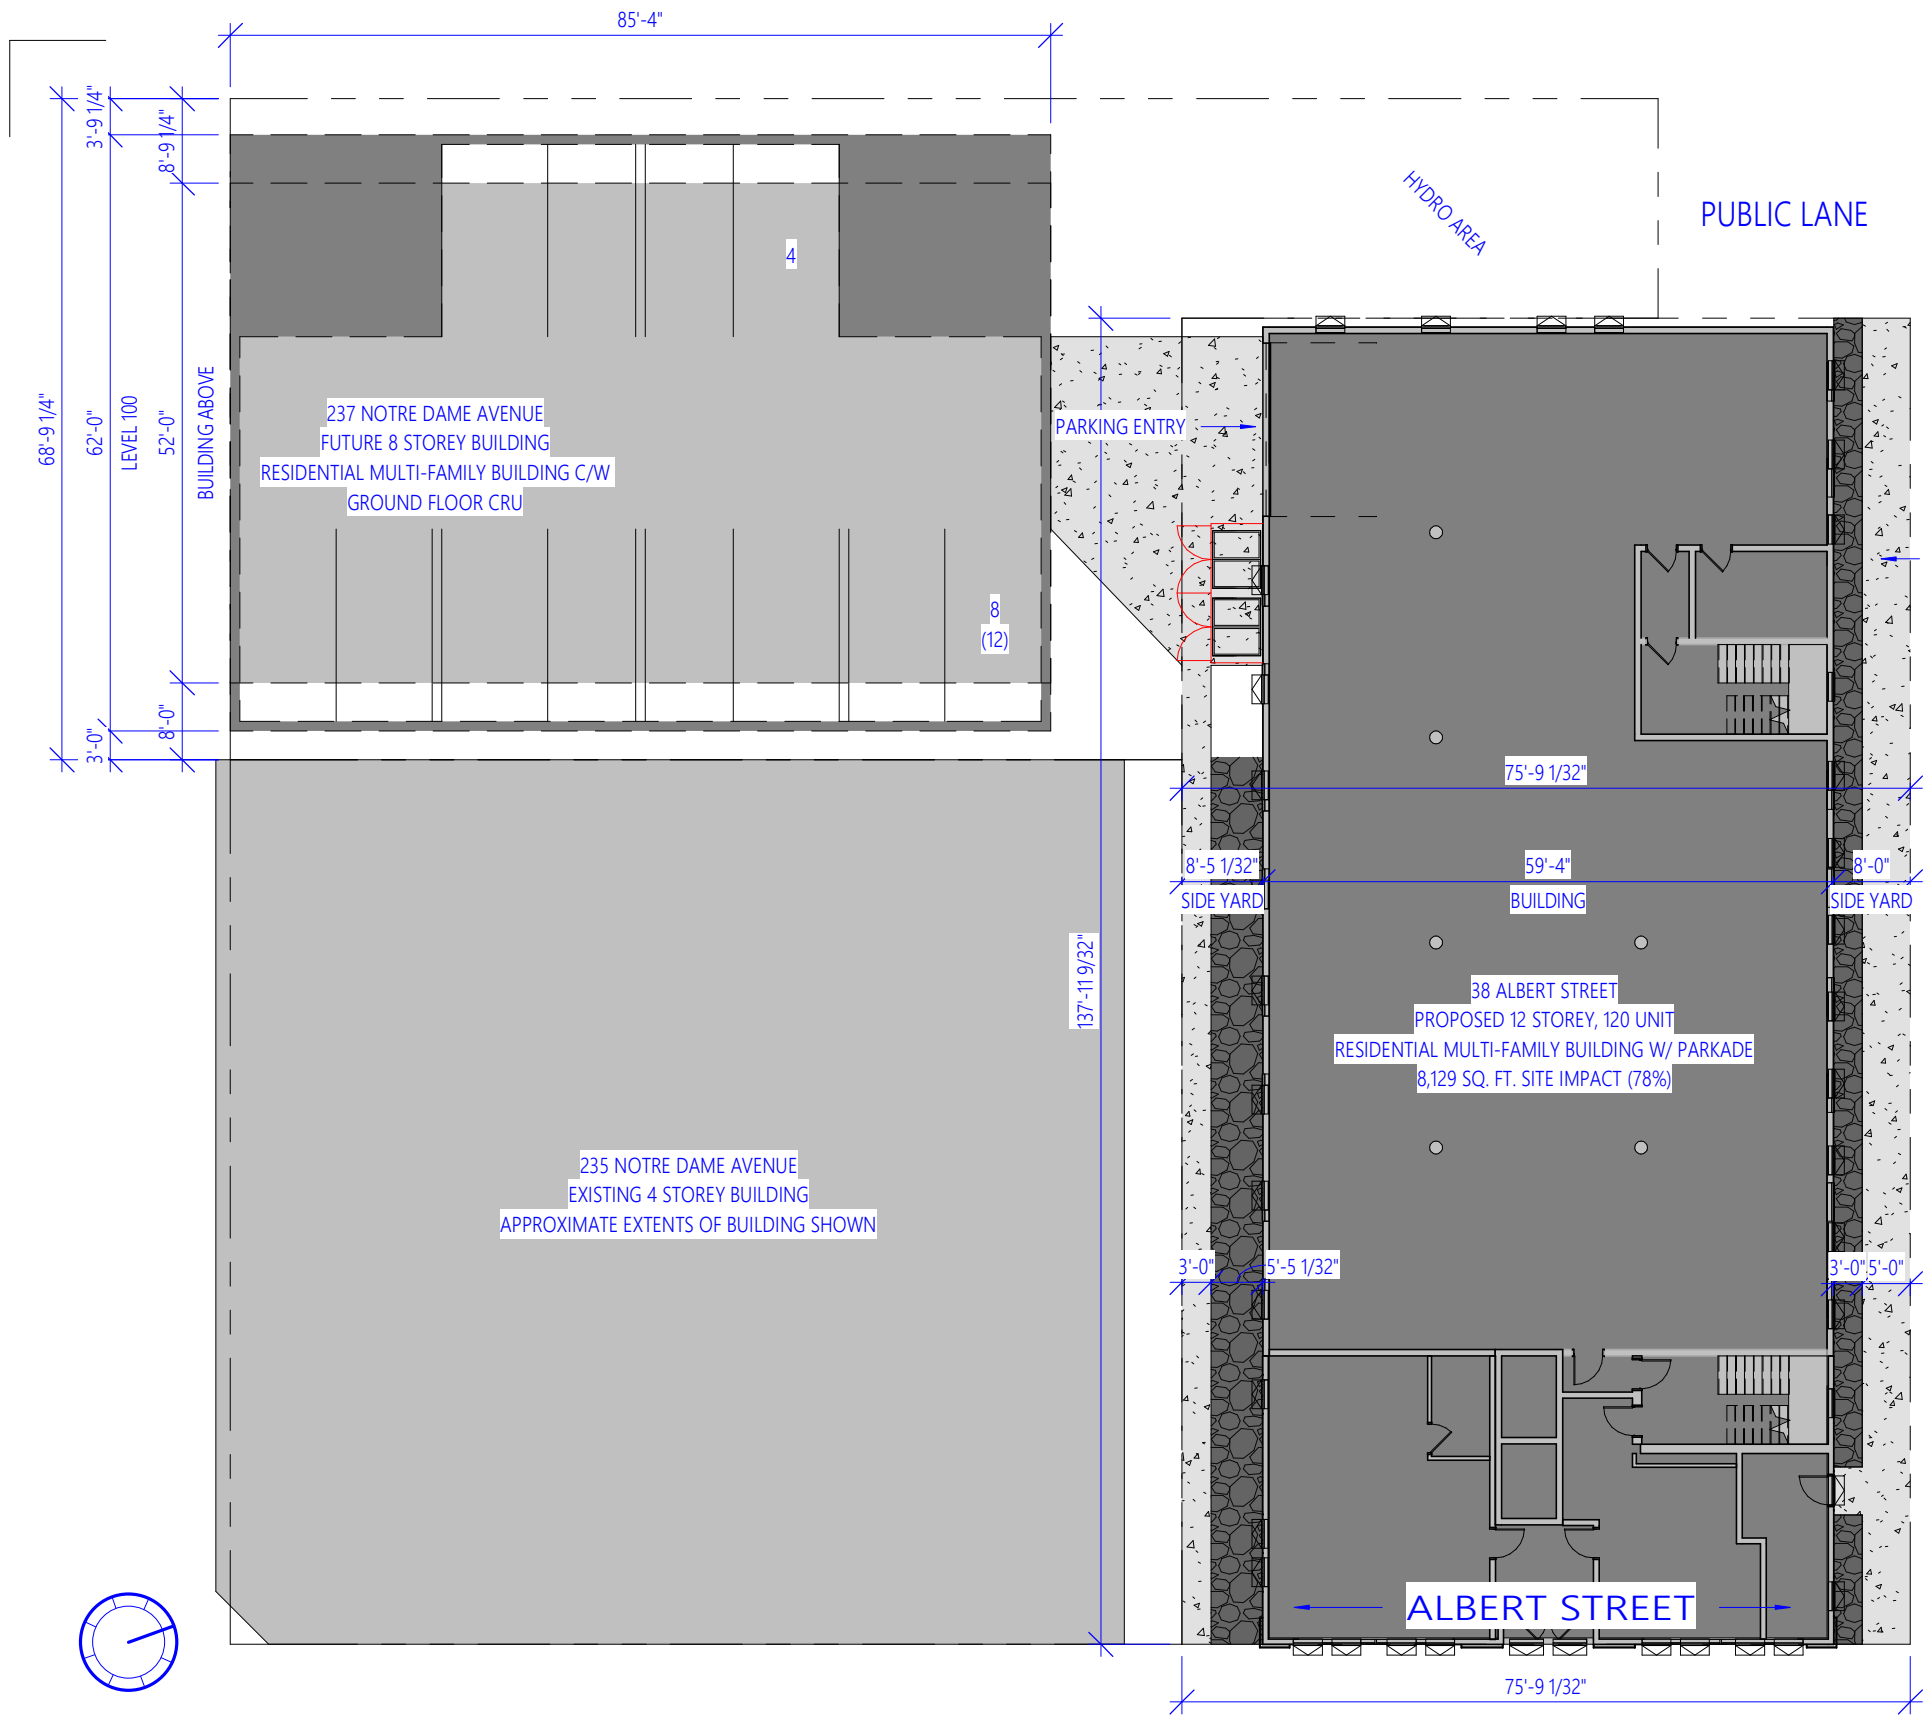 85'-4"
3'-9 1/4"
8'-9 1/4"
HYDRO AREA
PUBLIC LANE
4
68'-9 1/4"
62'-0"
LEVEL 100
52'-0"
BUILDING ABOVE
237 NOTRE DAME AVENUE
FUTURE 8 STOREY BUILDING
RESIDENTIAL MULTI-FAMILY BUILDING C/W
GROUND FLOOR CRU
PARKING ENTRY
8
(12)
3'-0"
8'-0"
75'-9 1/32"
8'-5 1/32"
59'-4"
8'-0"
SIDE YARD
BUILDING
SIDE YARD
137'-11 9/32"
38 ALBERT STREET
PROPOSED 12 STOREY, 120 UNIT
RESIDENTIAL MULTI-FAMILY BUILDING W/ PARKADE
8,129 SQ. FT. SITE IMPACT (78%)
235 NOTRE DAME AVENUE
EXISTING 4 STOREY BUILDING
APPROXIMATE EXTENTS OF BUILDING SHOWN
3'-0"
5'-5 1/32"
3'-0"
5'-0"
ALBERT STREET
75'-9 1/32"